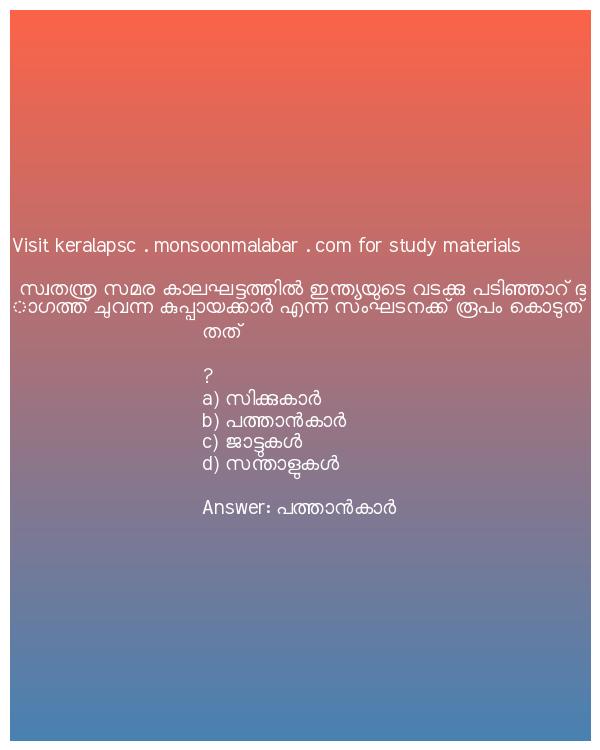 Visit keralapsc . monsoonmalabar . com for study materials
സ്വതന്ത്ര സമര കാലഘട്ടത്തിൽ ഇന്ത്യയുടെ വടക്കു പടിഞ്ഞാറ് ഭ
ാഗത്ത് ചുവന്ന കുപ്പായക്കാർ എന്ന സംഘടനക്ക് രൂപം കൊടുത്
തത്
?
a) സിക്കുകാർ
b) പത്താൻകാർ
c) ജാട്ടുകൾ
d) സന്താളുകൾ
Answer: പത്താൻകാർ